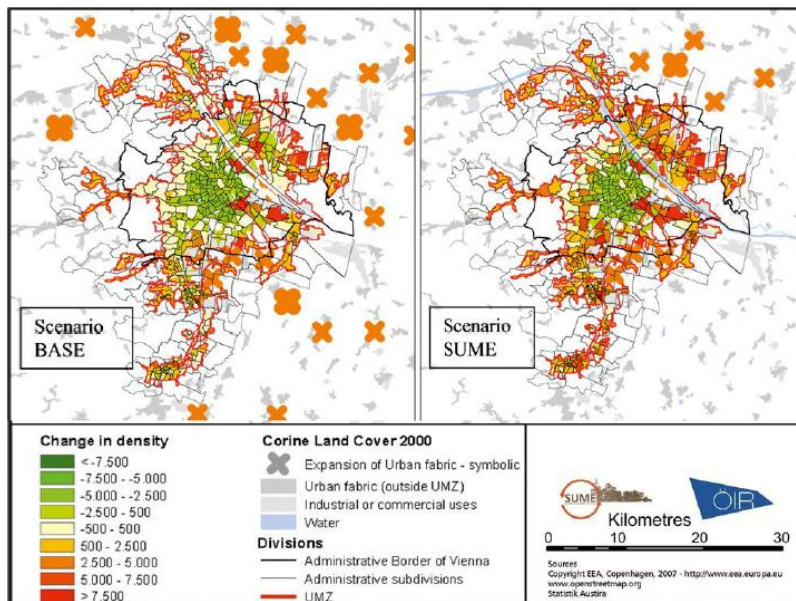 Scenario
BASE
Scenario
SUME
Change in density
< -7.500
-7.500 - -5.000
-5.000 - -2.500
-2.500 - 500
-500 - 500
500 - 2.500
2.500 - 5.000
5.000 - 7.500
> 7.500
Corine Land Cover 2000
Expansion of Urban fabric - symbolic
Urban fabric (outside UMZ)
Industrial or commercial uses
Water
Divisions
Administrative Border of Vienna
Administrative subdivisions
UMZ
SUME
ÖIR
Kilometres
0 10 20 30
Sources
Copyright EEA, Copenhagen, 2007 - http://www.eea.europa.eu
www.openstreetmap.org
Statistik Austira